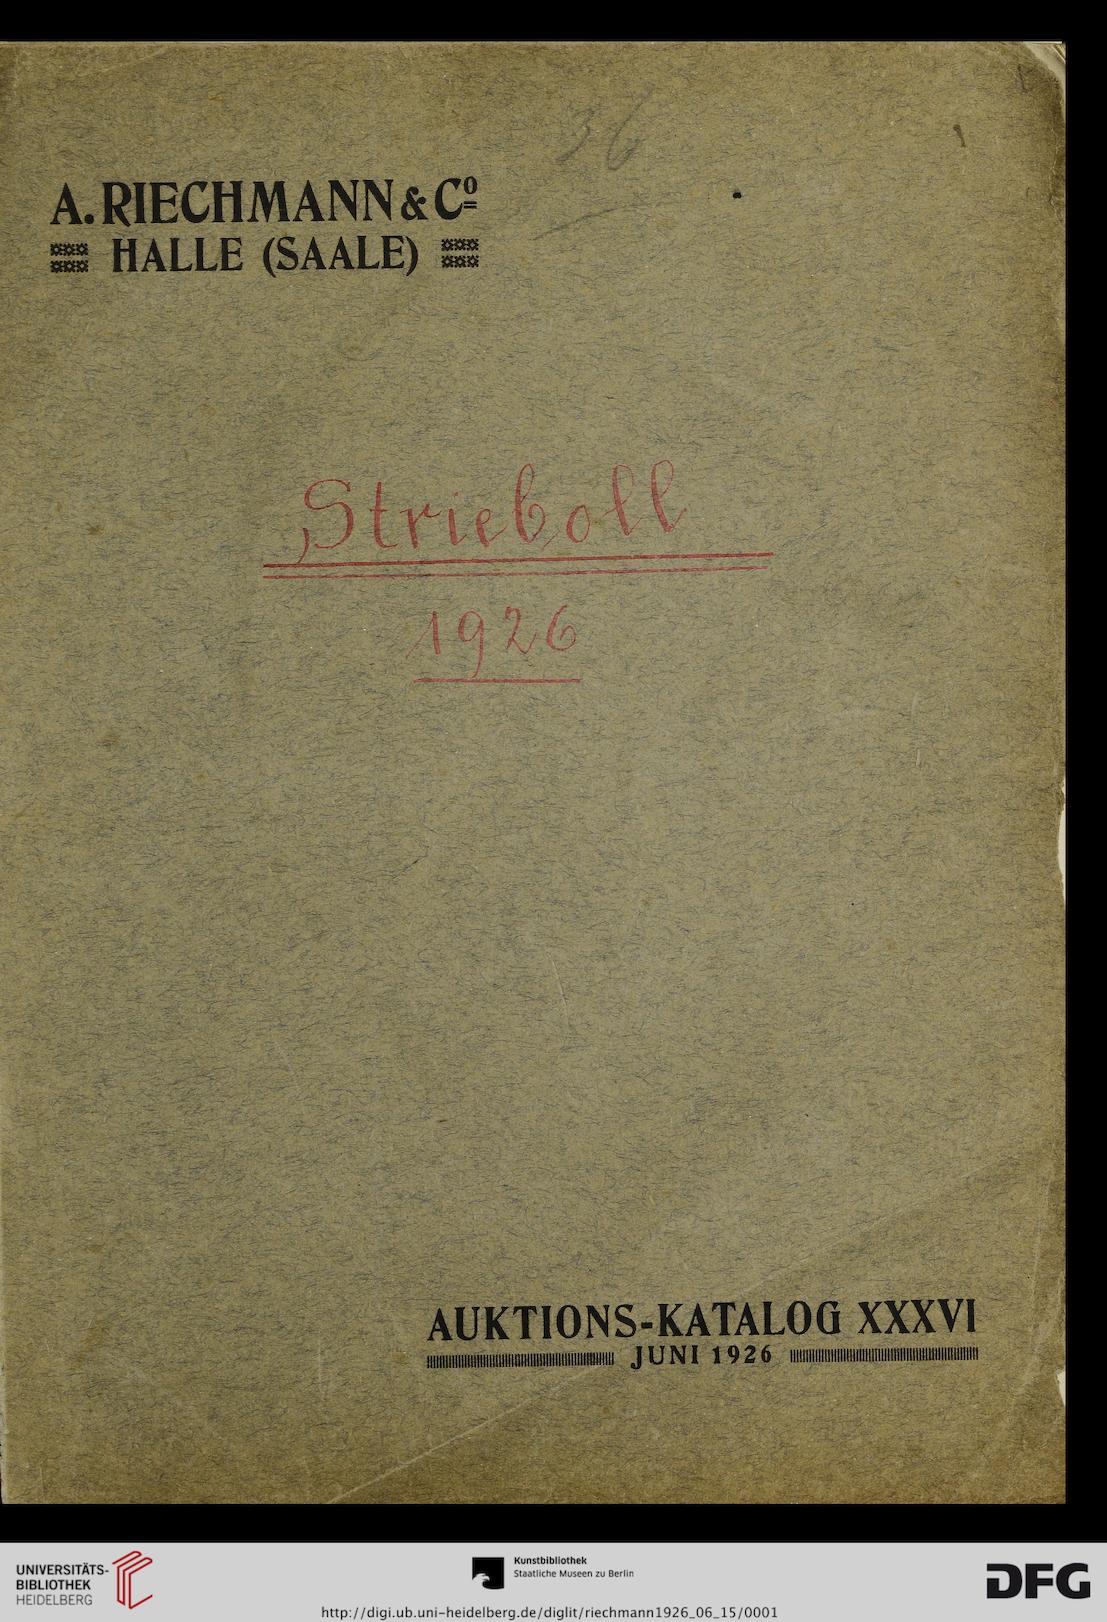 36
A. RIECHMANN & Cº
HALLE (SAALE)
Strieboll
1926
AUKTIONS-KATALOG XXXVI
JUNI 1926
UNIVERSITÄTS-
BIBLIOTHEK
HEIDELBERG
Kunstbibliothek
Staatliche Museen zu Berlin
DFG
http://digi.ub.uni-heidelberg.de/diglit/riechmann1926_06_15/0001